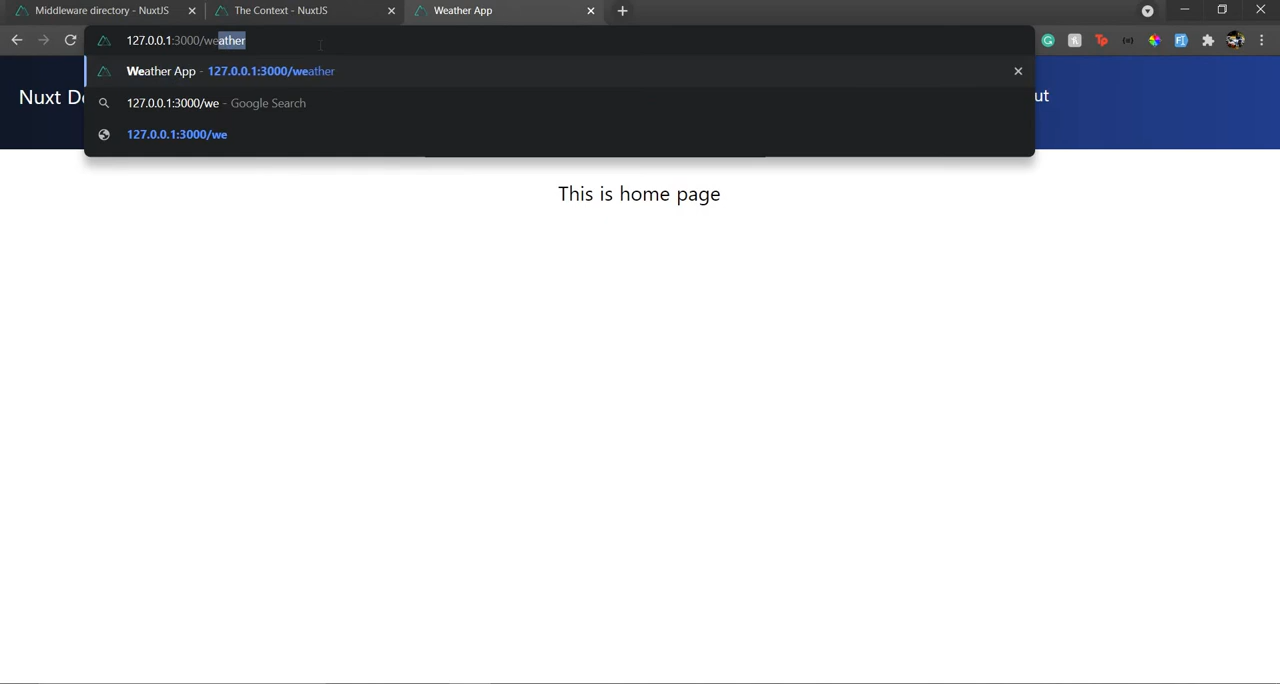 Middleware directory - NuxtJS
The Context - NuxtJS
Weather App
127.0.0.1:3000/weather
Weather App - 127.0.0.1:3000/weather
127.0.0.1:3000/we - Google Search
127.0.0.1:3000/we
Nuxt De
ut
This is home page